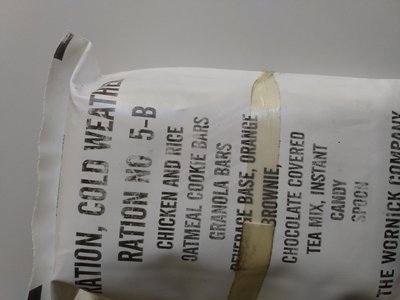 RATION, COLD WEATHE
RATION NO. 5-B
CHICKEN AND RICE
OATMEAL COOKIE BARS
GRANOLA BARS
BEVERAGE BASE, ORANGE
BROWNIE,
CHOCOLATE COVERED
TEA MIX, INSTANT
CANDY
SPOON
THE WORNICK COMPANY